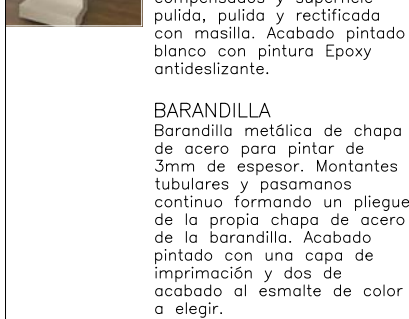 compensados y superficie
pulida, pulida y rectificada
con masilla. Acabado pintado
blanco con pintura Epoxy
antideslizante.
BARANDILLA
Barandilla metálica de chapa
de acero para pintar de
3mm de espesor. Montantes
tubulares y pasamanos
continuo formando un pliegue
de la propia chapa de acero
de la barandilla. Acabado
pintado con una capa de
imprimación y dos de
acabado al esmalte de color
a elegir.